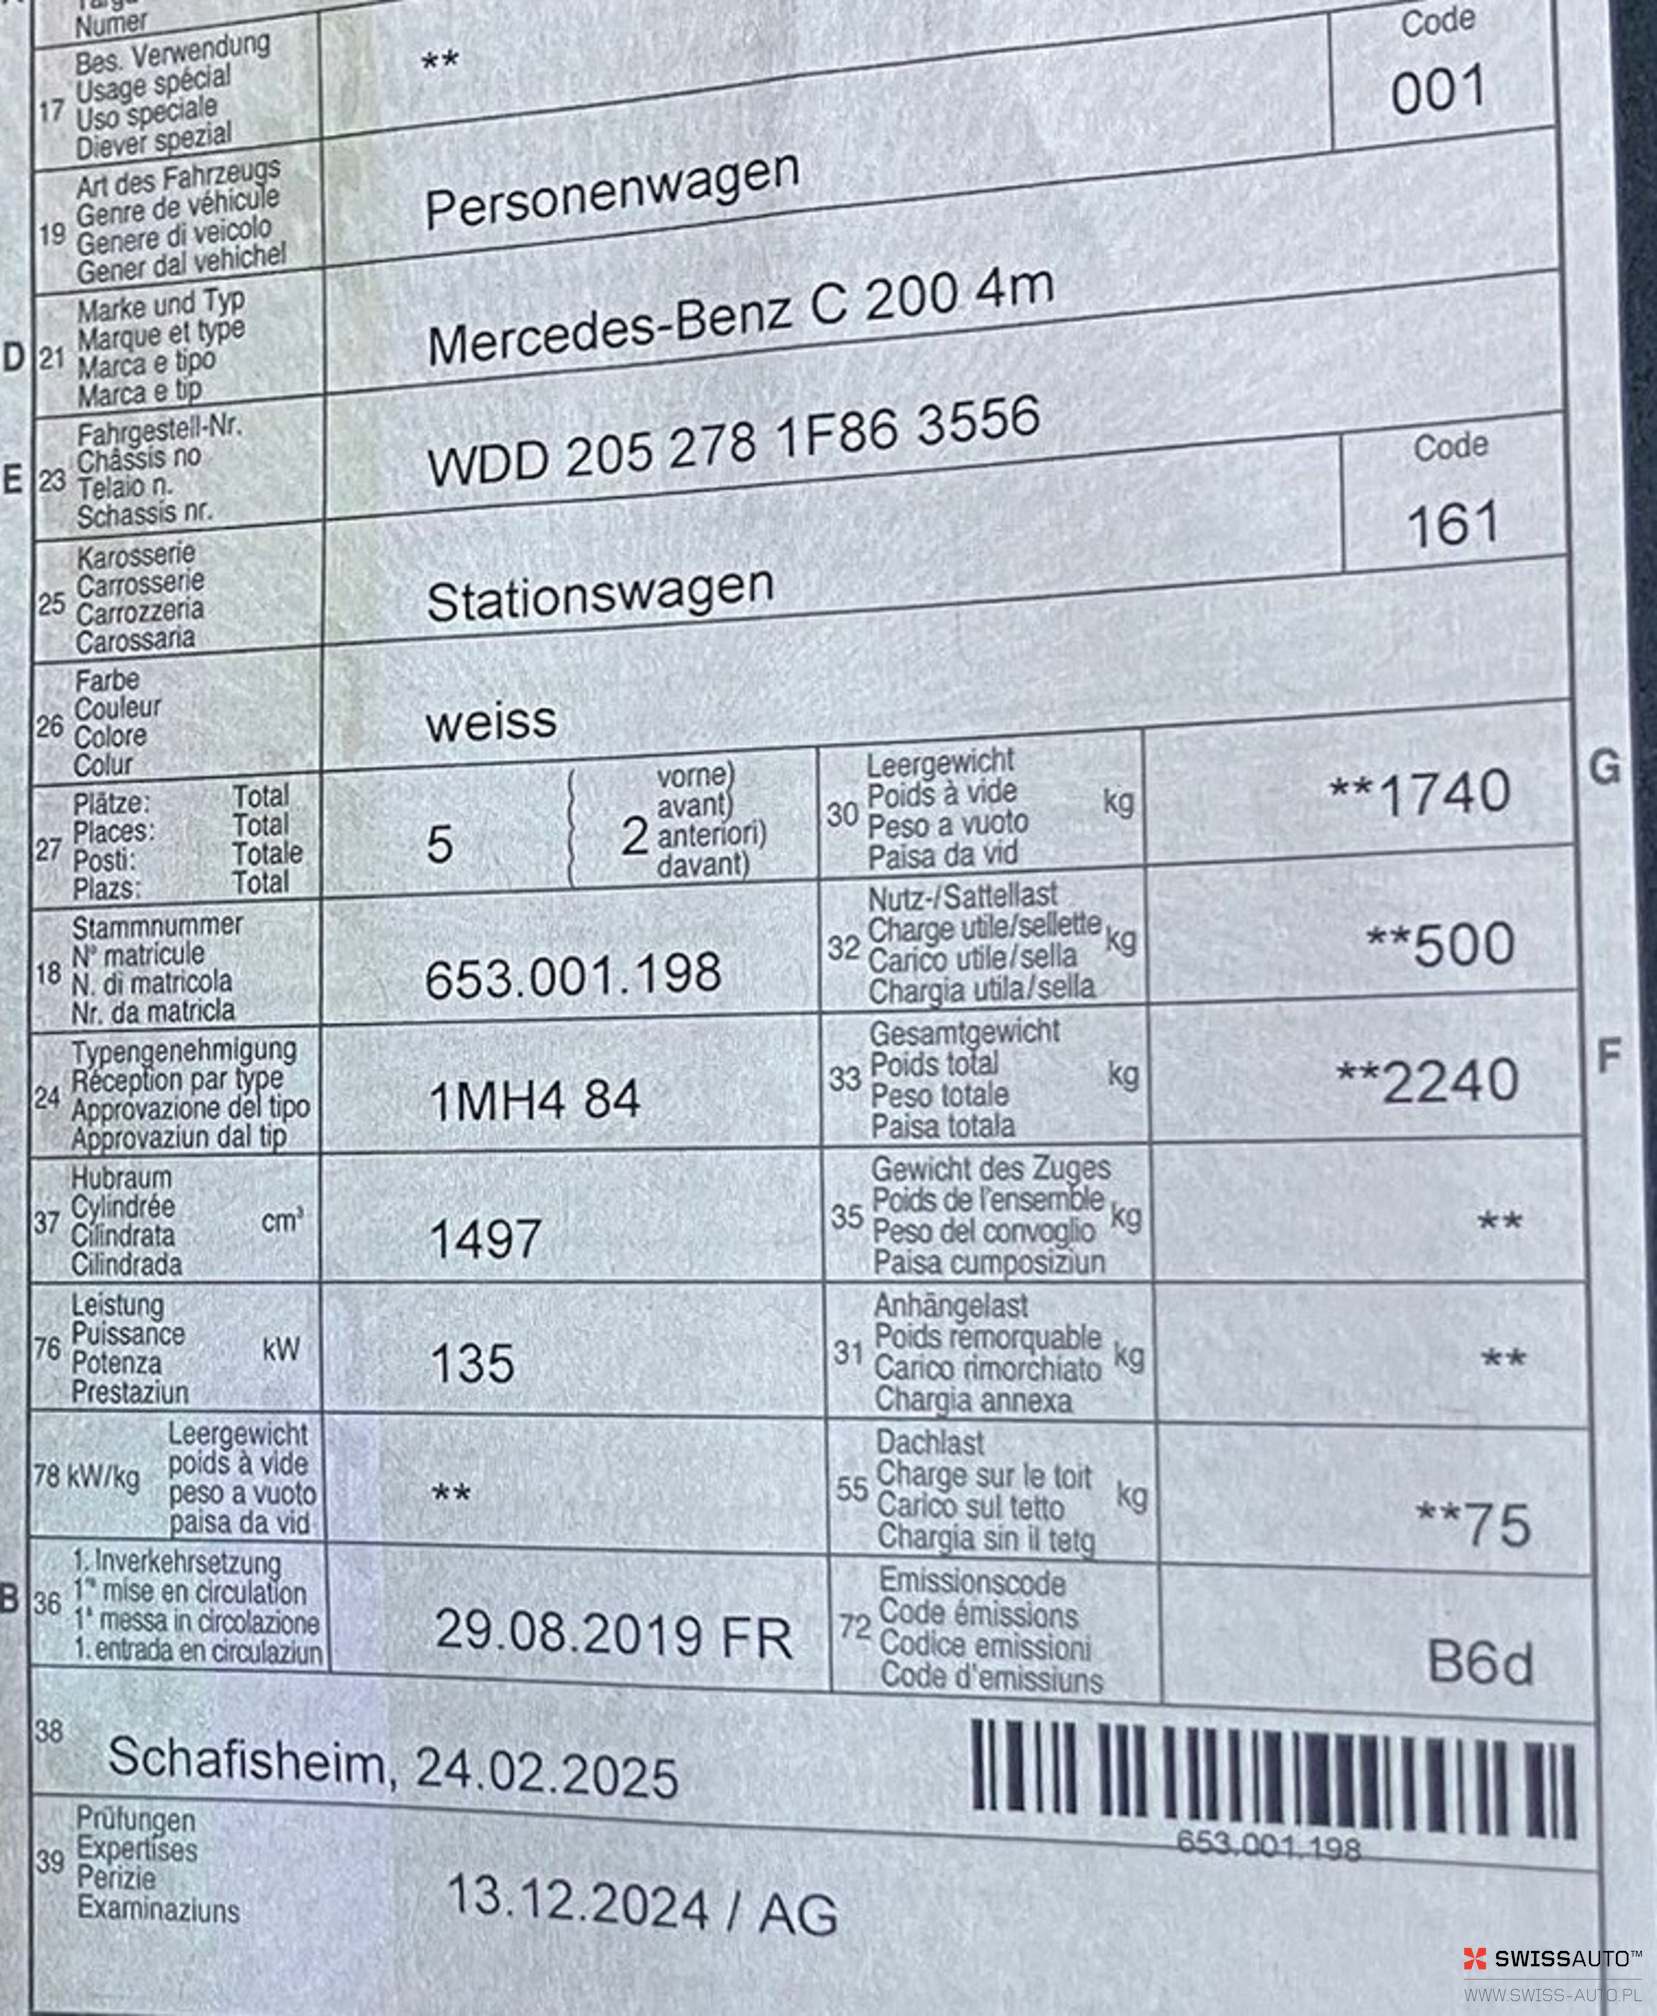 Numer
17
Bes. Verwendung
Usage spécial
Uso speciale
Diever spezial
**
Code
001
19
Art des Fahrzeugs
Genre de véhicule
Genere di veicolo
Gener dal vehichel
Personenwagen
D
21
Marke und Typ
Marque et type
Marca e tipo
Marca e tip
Mercedes-Benz C 200 4m
E
23
Fahrgestell-Nr.
Châssis no
Telaio n.
Schassis nr.
WDD 205 278 1F86 3556
Code
161
25
Karosserie
Carrosserie
Carrozzeria
Carossaria
Stationswagen
26
Farbe
Couleur
Colore
Colur
weiss
27
Plätze: Total
Places: Total
Posti: Totale
Plazs: Total
5
2
vorne)
avant)
anteriori)
davant)
30
Leergewicht
Poids à vide
Peso a vuoto
Paisa da vid
kg
**1740
G
18
Stammnummer
N° matricule
N. di matricola
Nr. da matricla
653.001.198
32
Nutz-/Sattellast
Charge utile/sellette
Carico utile/sella
Chargia utila/sella
kg
**500
24
Typengenehmigung
Réception par type
Approvazione del tipo
Approvaziun dal tip
1MH4 84
33
Gesamtgewicht
Poids total
Peso totale
Paisa totala
kg
**2240
F
37
Hubraum
Cylindrée
Cilindrata
Cilindrada
cm³
1497
35
Gewicht des Zuges
Poids de l'ensemble
Peso del convoglio
Paisa cumposiziun
kg
**
76
Leistung
Puissance
Potenza
Prestaziun
kW
135
31
Anhängelast
Poids remorquable
Carico rimorchiato
Chargia annexa
kg
**
78 kW/kg
Leergewicht
poids à vide
peso a vuoto
paisa da vid
**
55
Dachlast
Charge sur le toit
Carico sul tetto
Chargia sin il tetg
kg
**75
B
36
1. Inverkehrsetzung
1re mise en circulation
1a messa in circolazione
1. entrada en circulaziun
29.08.2019 FR
72
Emissionscode
Code émissions
Codice emissioni
Code d'emissiuns
B6d
38
Schafisheim, 24.02.2025
653.001.198
39
Prüfungen
Expertises
Perizie
Examinaziuns
13.12.2024 / AG
SWISSAUTO™
WWW.SWISS-AUTO.PL